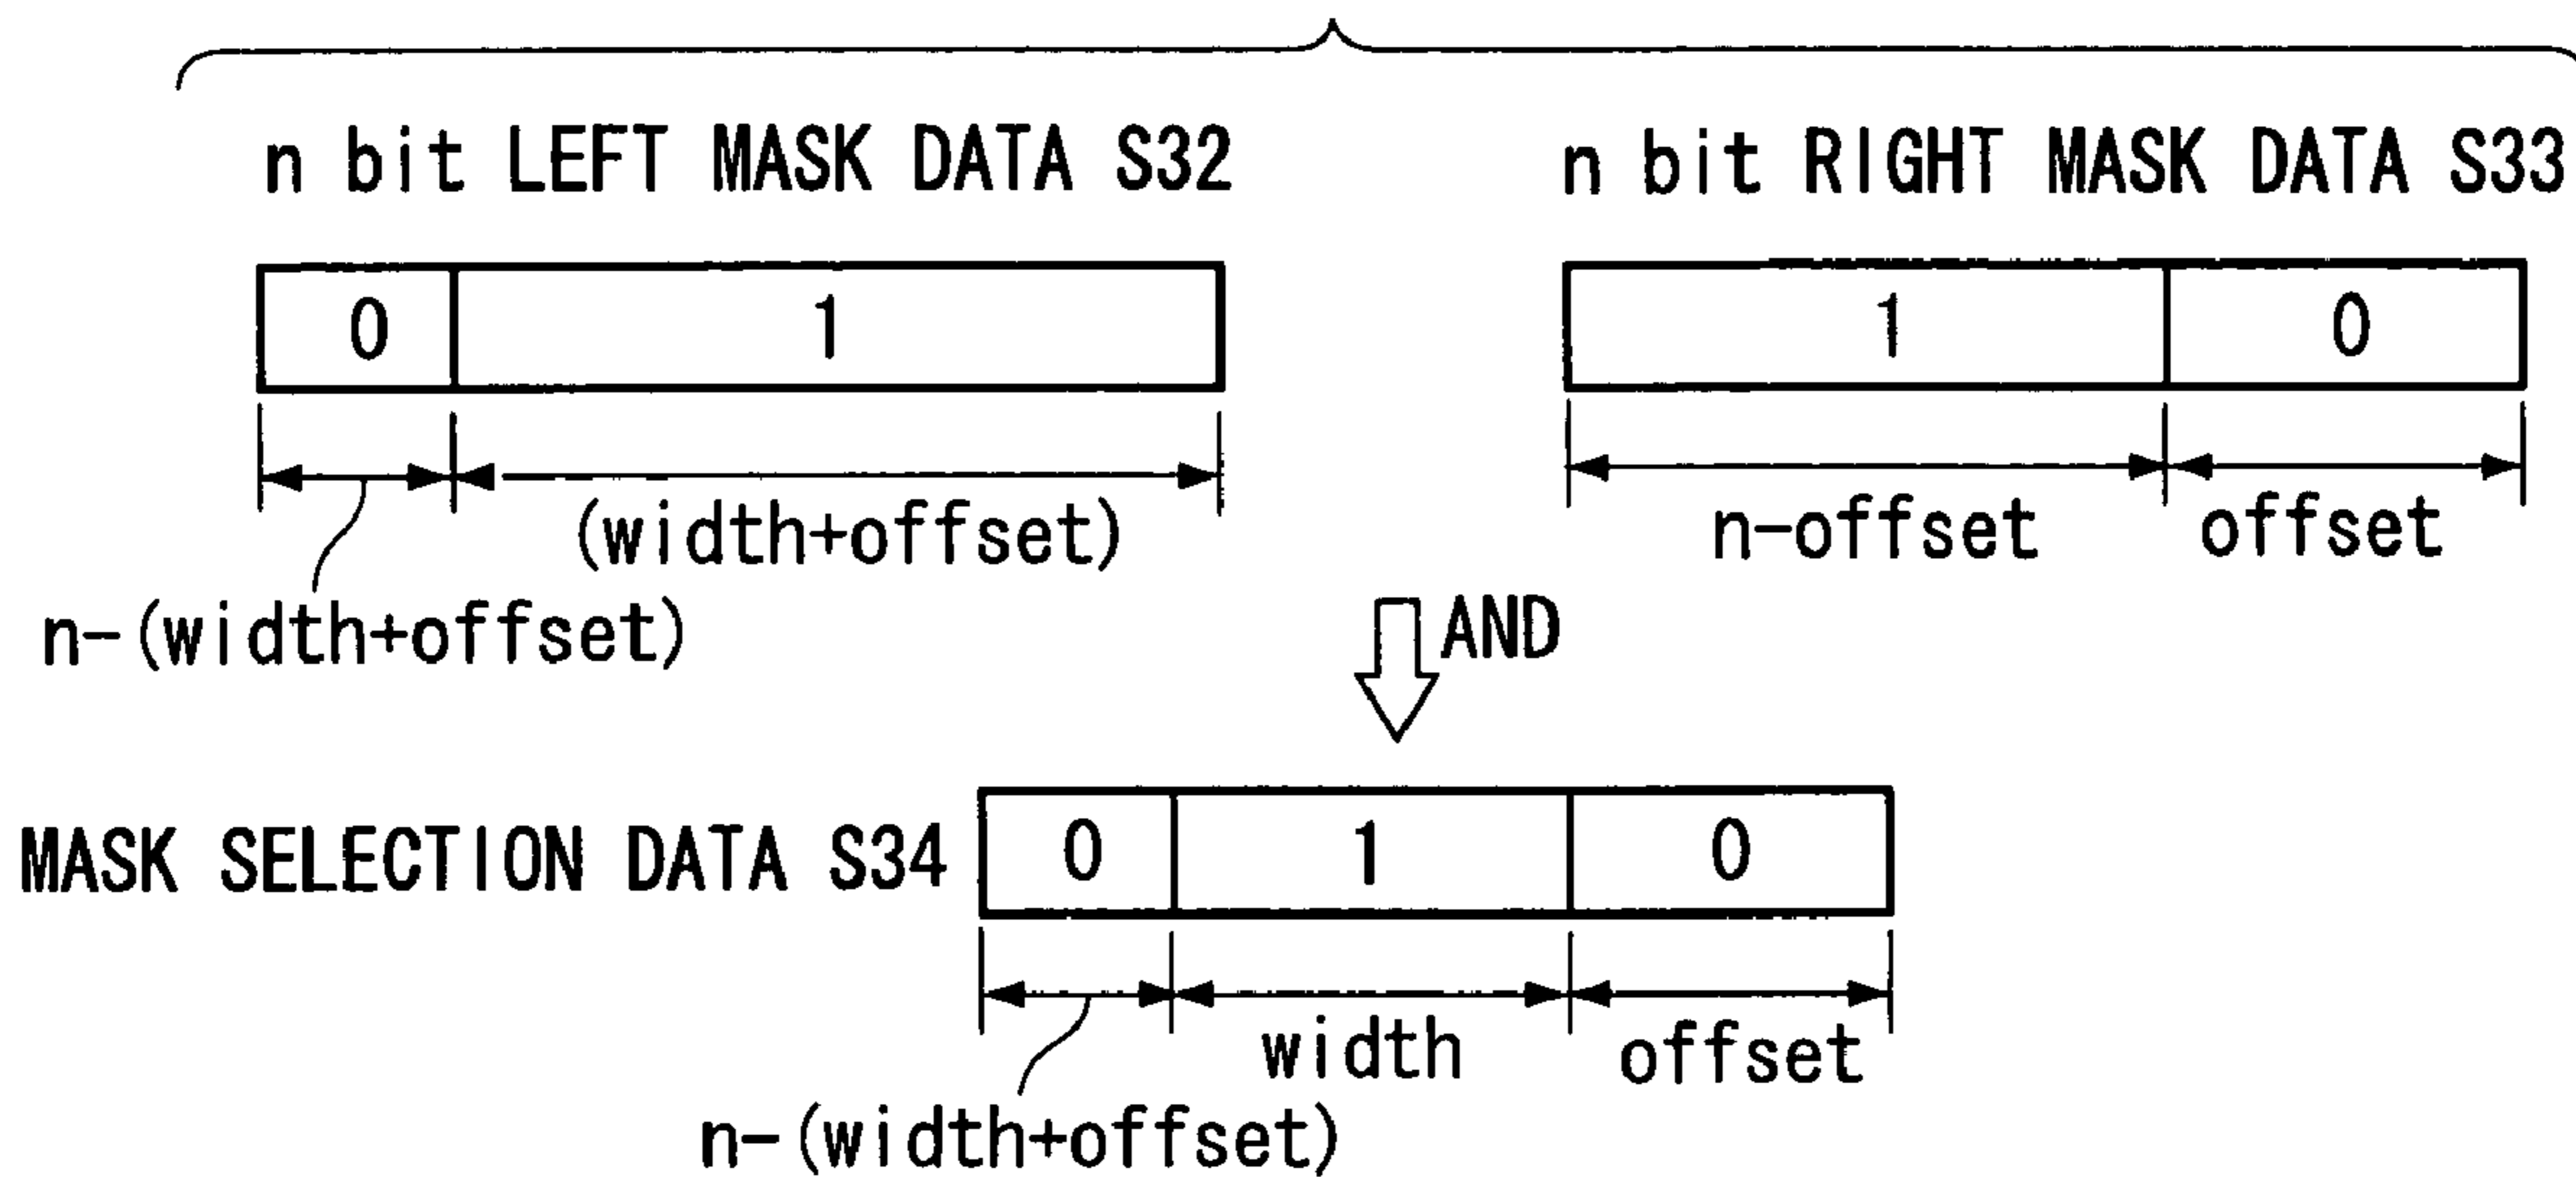 n bit LEFT MASK DATA S32
n bit RIGHT MASK DATA S33
0 1
1 0
(width+offset)
n-offset offset
n-(width+offset)
AND
MASK SELECTION DATA S34 0 1 0
width offset
n-(width+offset)